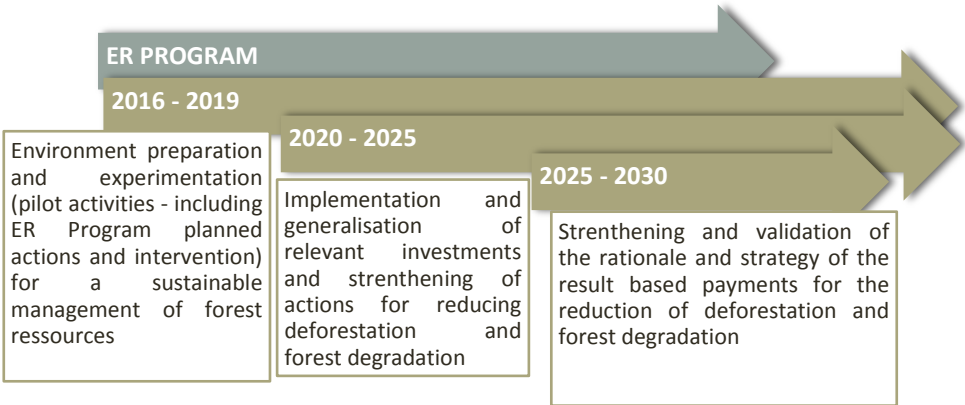 ER PROGRAM
2016 - 2019
Environment preparation
and experimentation
(pilot activities - including
ER Program planned
actions and intervention)
for a sustainable
management of forest
ressources
2020 - 2025
Implementation and
generalisation of
relevant investments
and strenthening of
actions for reducing
deforestation and
forest degradation
2025 - 2030
Strenthening and validation of
the rationale and strategy of the
result based payments for the
reduction of deforestation and
forest degradation